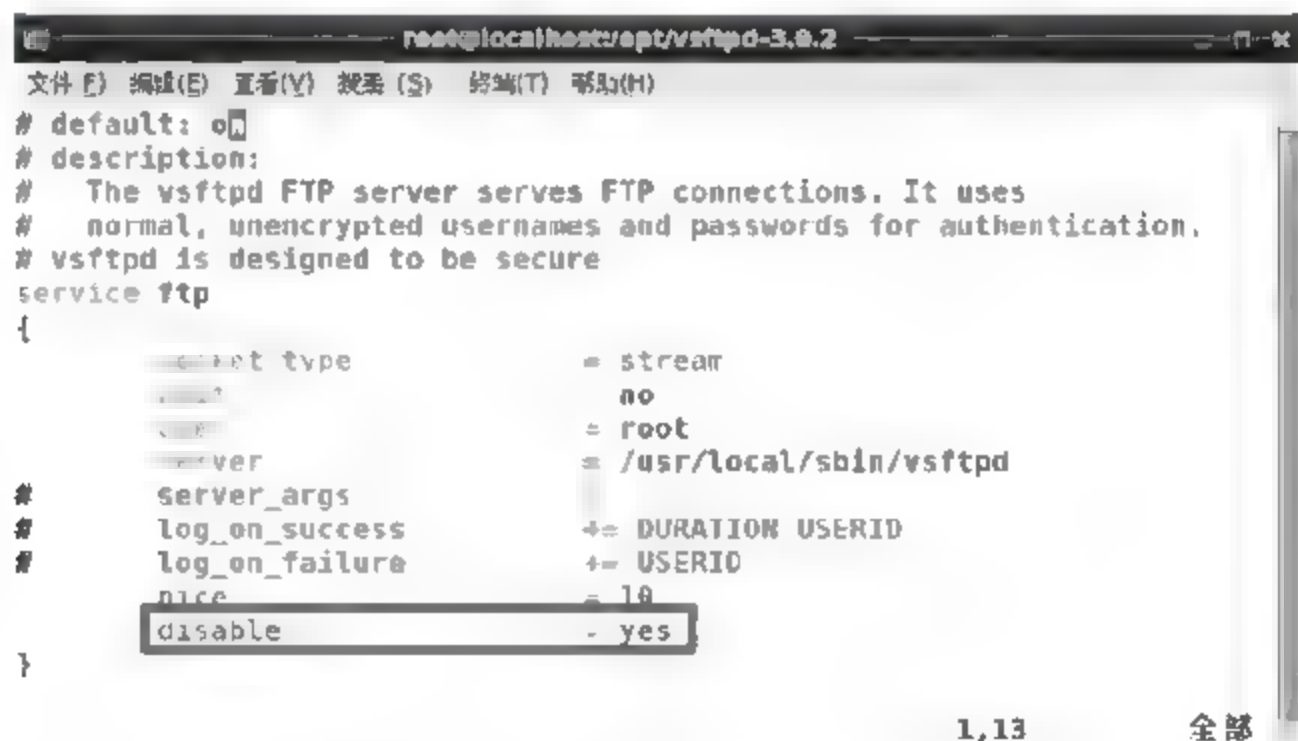 root@localhost:/opt/vsftpd-3.0.2
文件(F) 编辑(E) 查看(V) 搜索 (S) 终端(T) 帮助(H)
# default: on
# description:
#   The vsftpd FTP server serves FTP connections. It uses
#   normal, unencrypted usernames and passwords for authentication.
# vsftpd is designed to be secure
service ftp
{
type = stream
no
= root
= /usr/local/sbin/vsftpd
# server_args
# log_on_success += DURATION USERID
# log_on_failure += USERID
nice = 10
disable = yes
}
1,13 全部